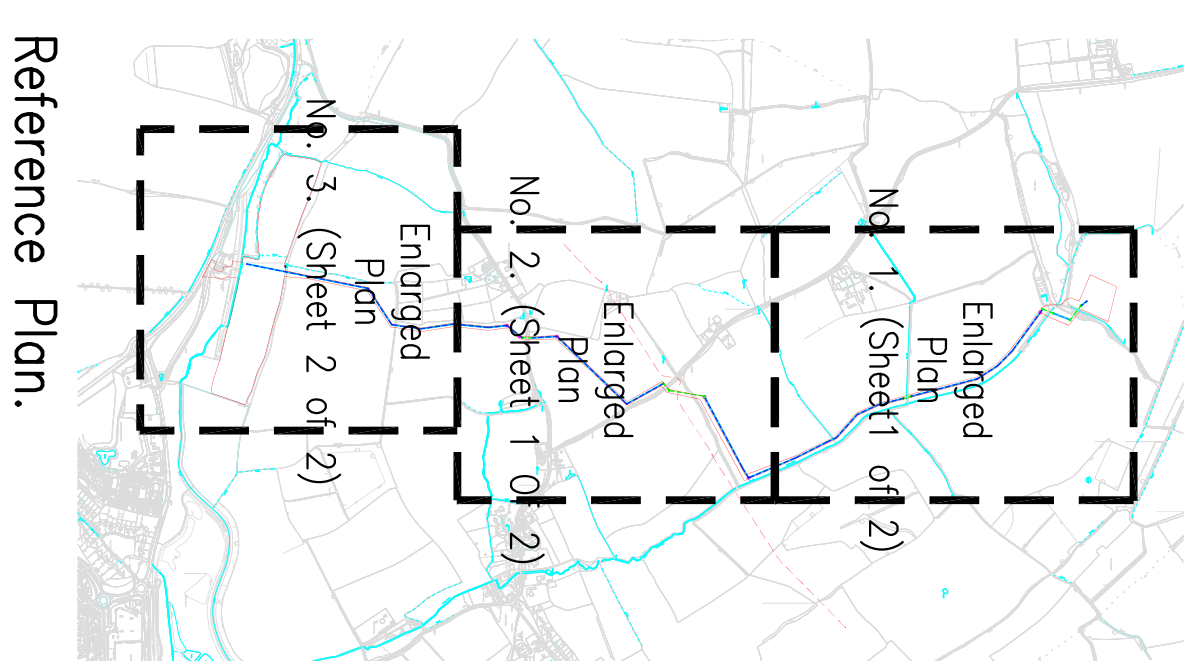 Reference Plan.
Enlarged
Plan
No. 1. (Sheet1 of 2)
Enlarged
Plan
No. 2. (Sheet 1 0f 2)
Enlarged
Plan
No. 3. (Sheet 2 of 2)